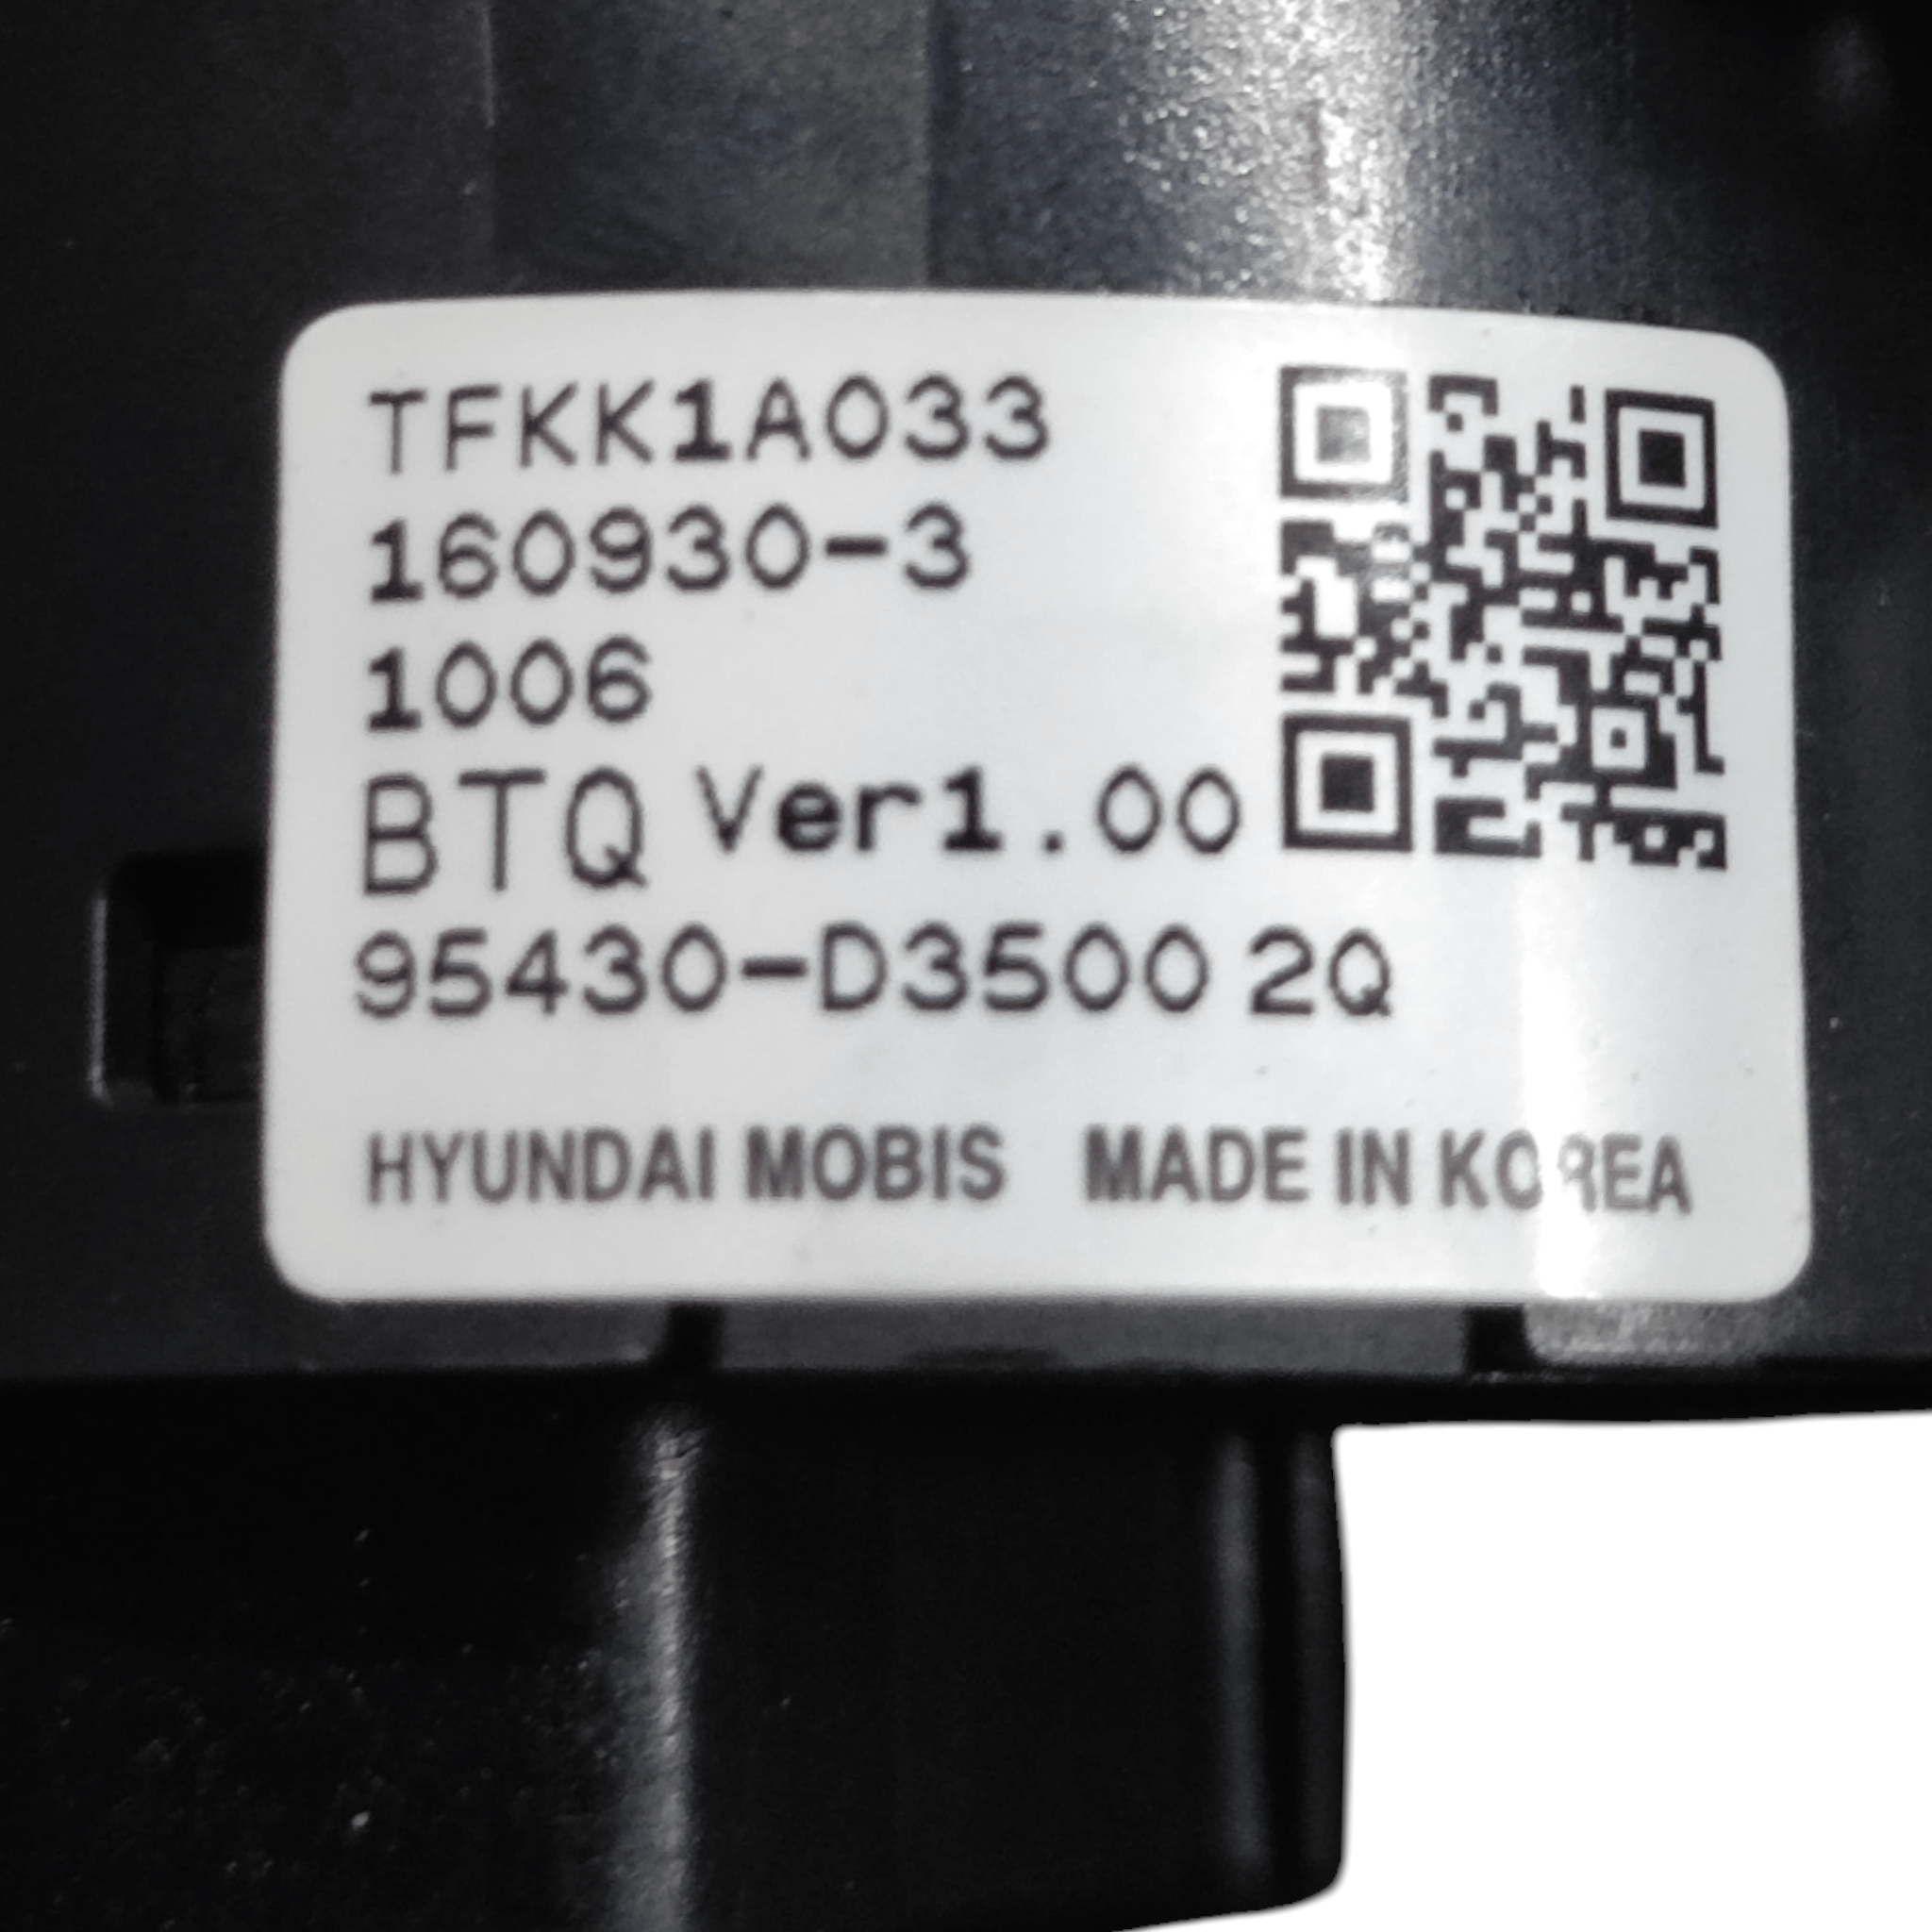 TFKK1A033
160930-3
1006
BTQ Ver1.00
95430-D3500 2Q
HYUNDAI MOBIS MADE IN KOREA